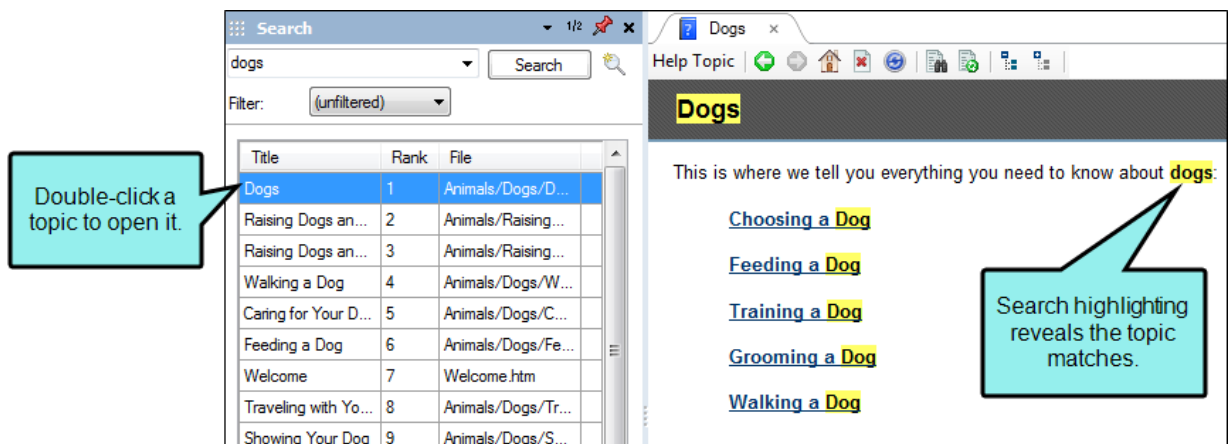 Search
1/2
dogs
Search
Filter:
(unfiltered)
Title Rank File
Dogs 1 Animals/Dogs/D...
Raising Dogs an... 2 Animals/Raising...
Raising Dogs an... 3 Animals/Raising...
Walking a Dog 4 Animals/Dogs/W...
Caring for Your D... 5 Animals/Dogs/C...
Feeding a Dog 6 Animals/Dogs/Fe...
Welcome 7 Welcome.htm
Traveling with Yo... 8 Animals/Dogs/Tr...
Showing Your Dog 9 Animals/Dogs/S...
Double-click a
topic to open it.
Dogs
Help Topic
Dogs
This is where we tell you everything you need to know about dogs:
Choosing a Dog
Feeding a Dog
Training a Dog
Grooming a Dog
Walking a Dog
Search highlighting
reveals the topic
matches.